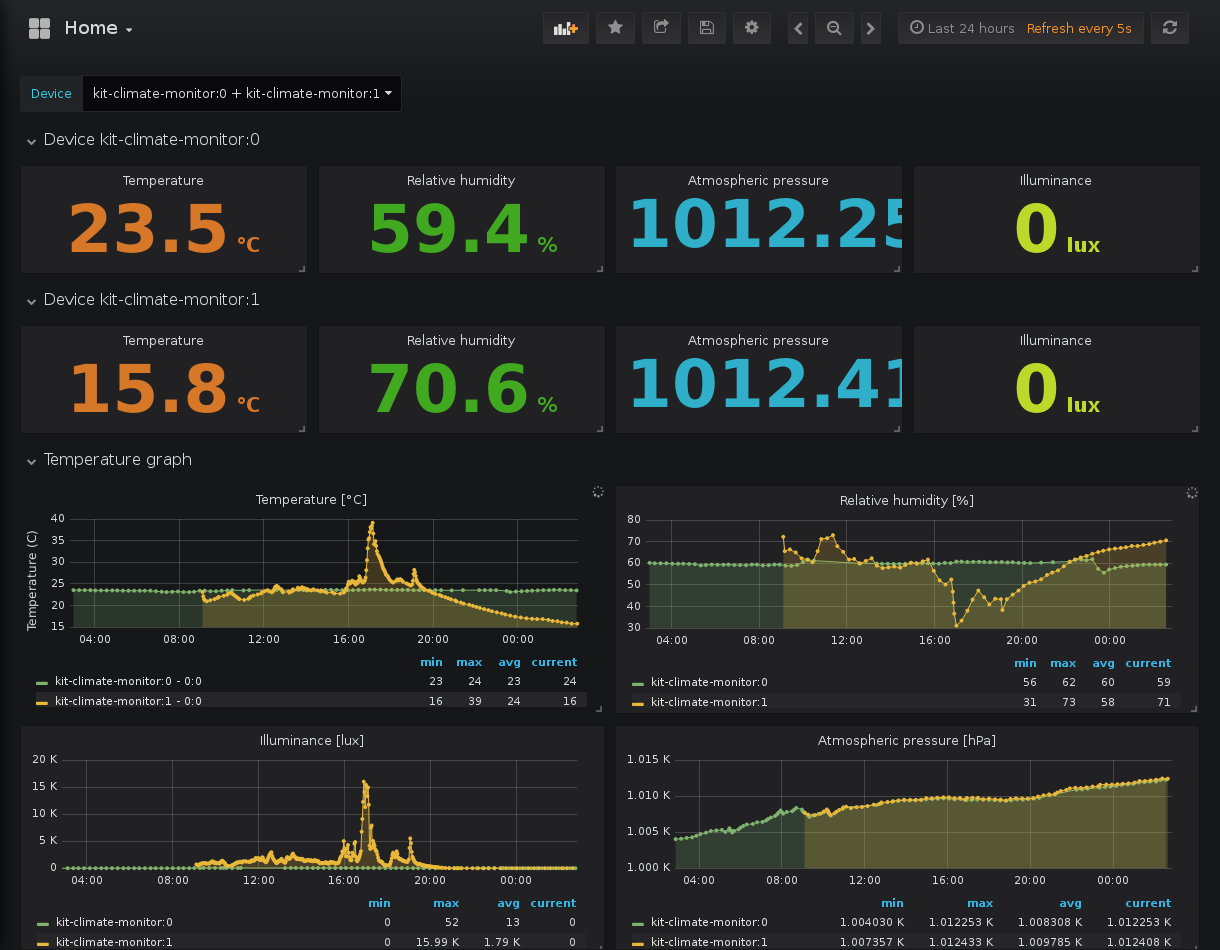 Home
Last 24 hours Refresh every 5s
Device kit-climate-monitor:0 + kit-climate-monitor:1
Device kit-climate-monitor:0
Temperature Relative humidity Atmospheric pressure Illuminance
23.5 °C 59.4 % 1012.25 0 lux
Device kit-climate-monitor:1
Temperature Relative humidity Atmospheric pressure Illuminance
15.8 °C 70.6 % 1012.41 0 lux
Temperature graph
Temperature [°C]
Temperature (C)
40
35
30
25
20
15
04:00 08:00 12:00 16:00 20:00 00:00
min max avg current
kit-climate-monitor:0 - 0:0 23 24 23 24
kit-climate-monitor:1 - 0:0 16 39 24 16
Relative humidity [%]
80
70
60
50
40
30
04:00 08:00 12:00 16:00 20:00 00:00
min max avg current
kit-climate-monitor:0 56 62 60 59
kit-climate-monitor:1 31 73 58 71
Illuminance [lux]
20 K
15 K
10 K
5 K
0
04:00 08:00 12:00 16:00 20:00 00:00
min max avg current
kit-climate-monitor:0 0 52 13 0
kit-climate-monitor:1 0 15.99 K 1.79 K 0
Atmospheric pressure [hPa]
1.015 K
1.010 K
1.005 K
1.000 K
04:00 08:00 12:00 16:00 20:00 00:00
min max avg current
kit-climate-monitor:0 1.004030 K 1.012253 K 1.008308 K 1.012253 K
kit-climate-monitor:1 1.007357 K 1.012433 K 1.009785 K 1.012408 K